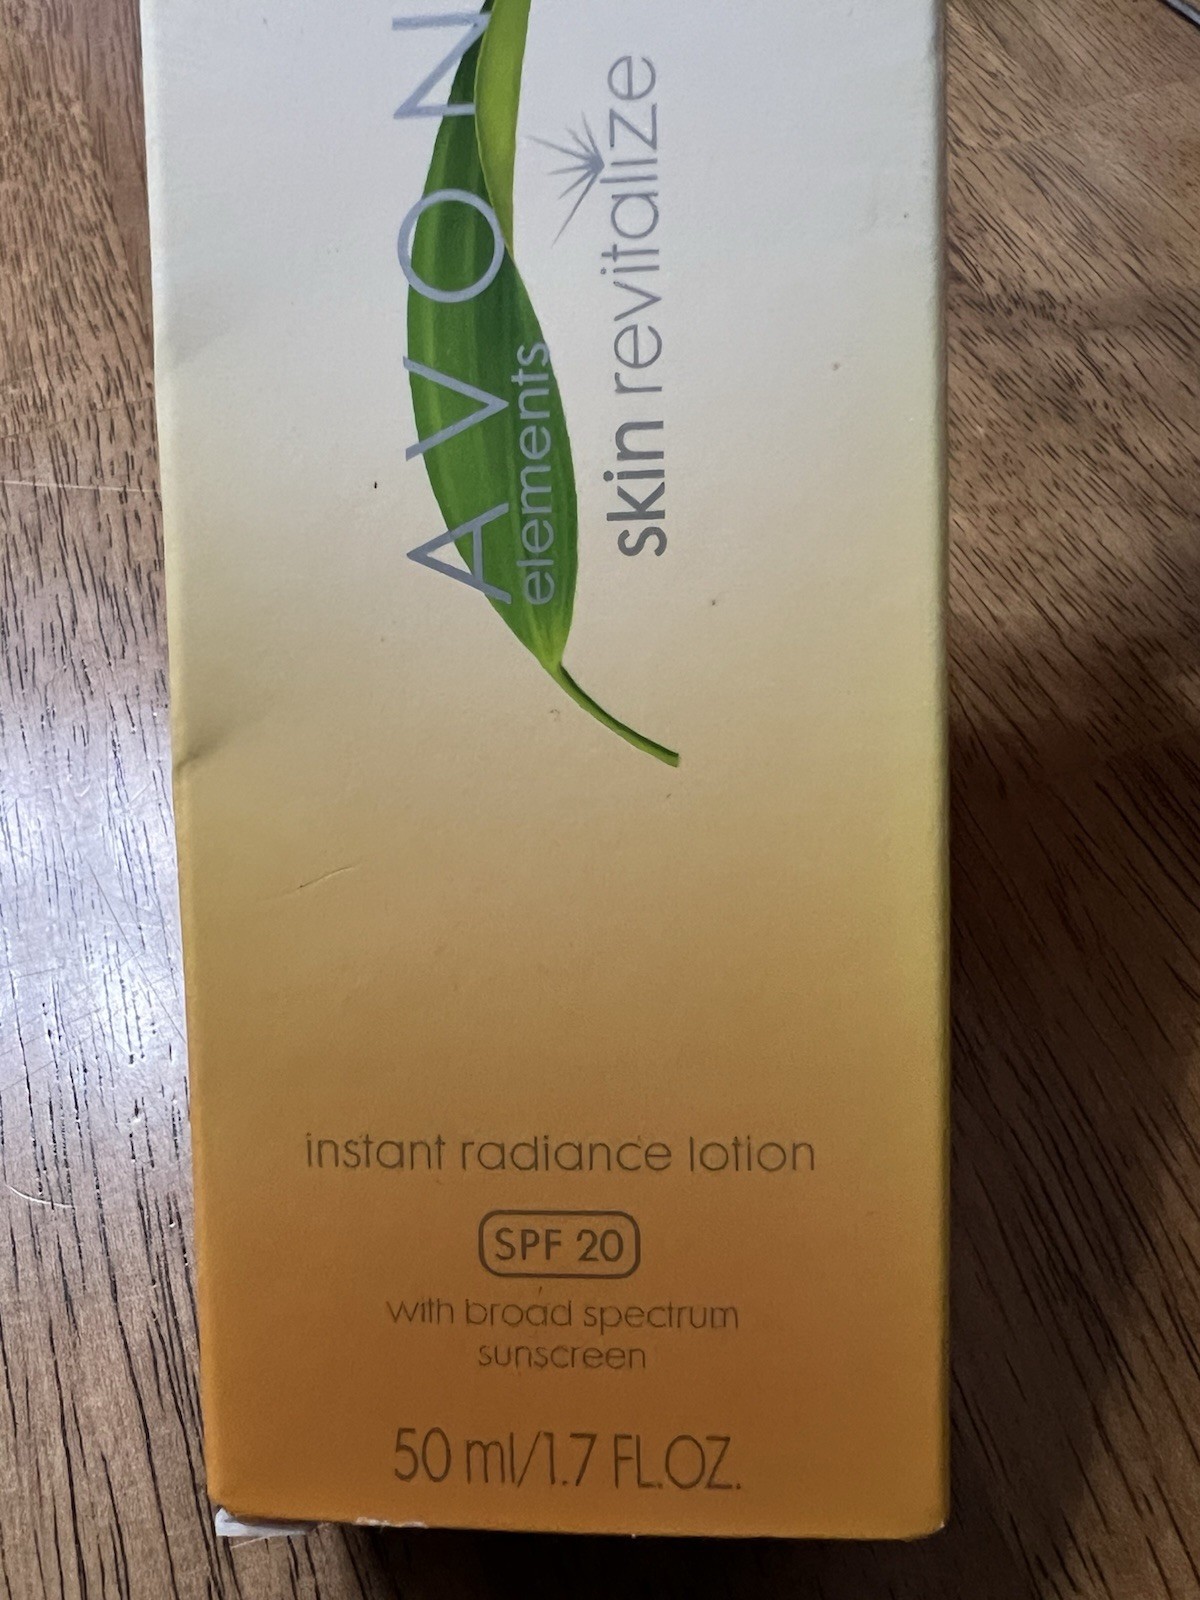 AVON
elements
skin revitalize
instant radiance lotion
SPF 20
with broad spectrum
sunscreen
50 ml/1.7 FL.OZ.